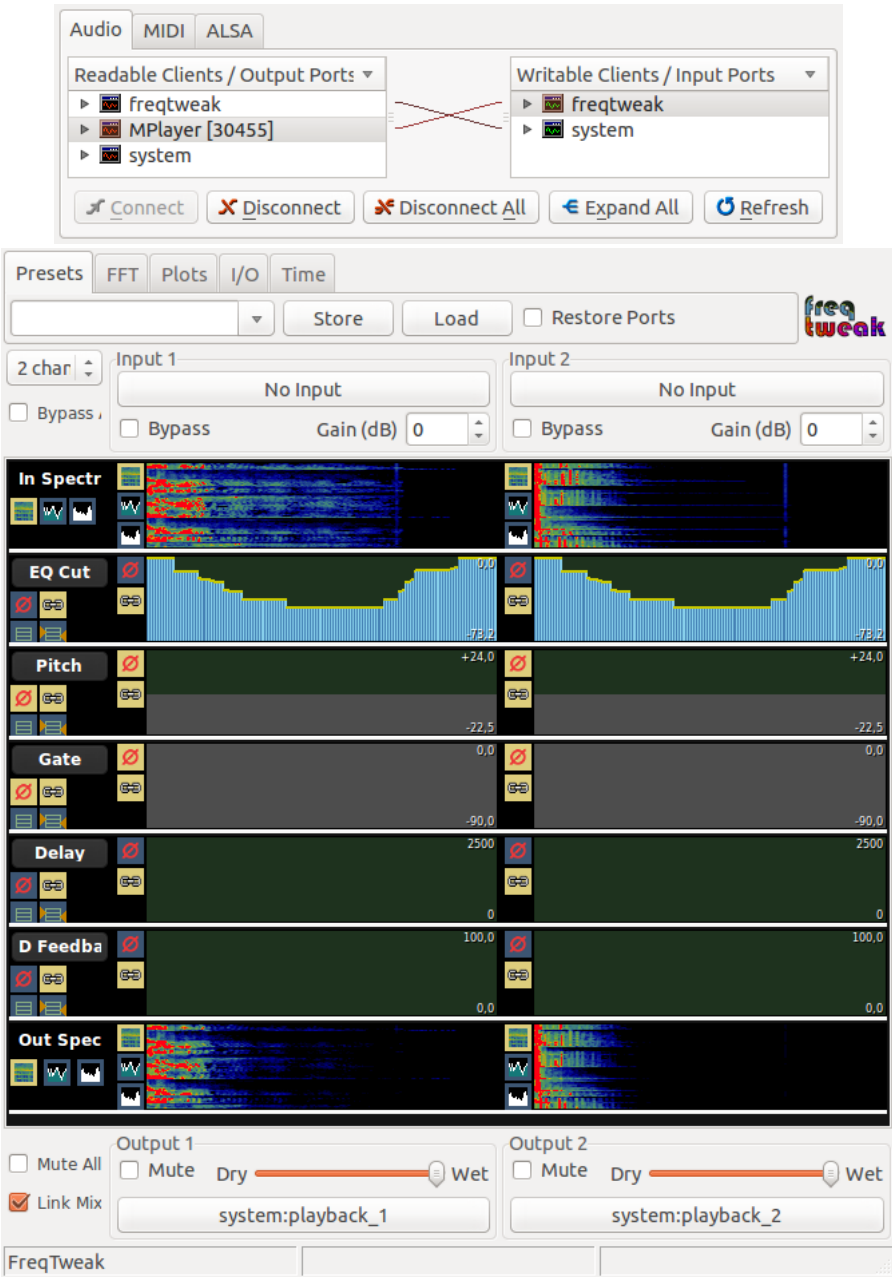 Audio MIDI ALSA
Readable Clients / Output Ports
freqtweak
MPlayer [30455]
system
Writable Clients / Input Ports
freqtweak
system
Connect Disconnect Disconnect All Expand All Refresh
Presets FFT Plots I/O Time
Store Load Restore Ports
freq
tweak
2 char
Bypass
Input 1
No Input
Bypass Gain (dB) 0
Input 2
No Input
Bypass Gain (dB) 0
In Spectr
EQ Cut
0,0
-73,2
0,0
-73,2
Pitch
+24,0
-22,5
+24,0
-22,5
Gate
0,0
-90,0
0,0
-90,0
Delay
2500
0
2500
0
D Feedba
100,0
0,0
100,0
0,0
Out Spec
Mute All
Link Mix
Output 1
Mute Dry Wet
system:playback_1
Output 2
Mute Dry Wet
system:playback_2
FreqTweak